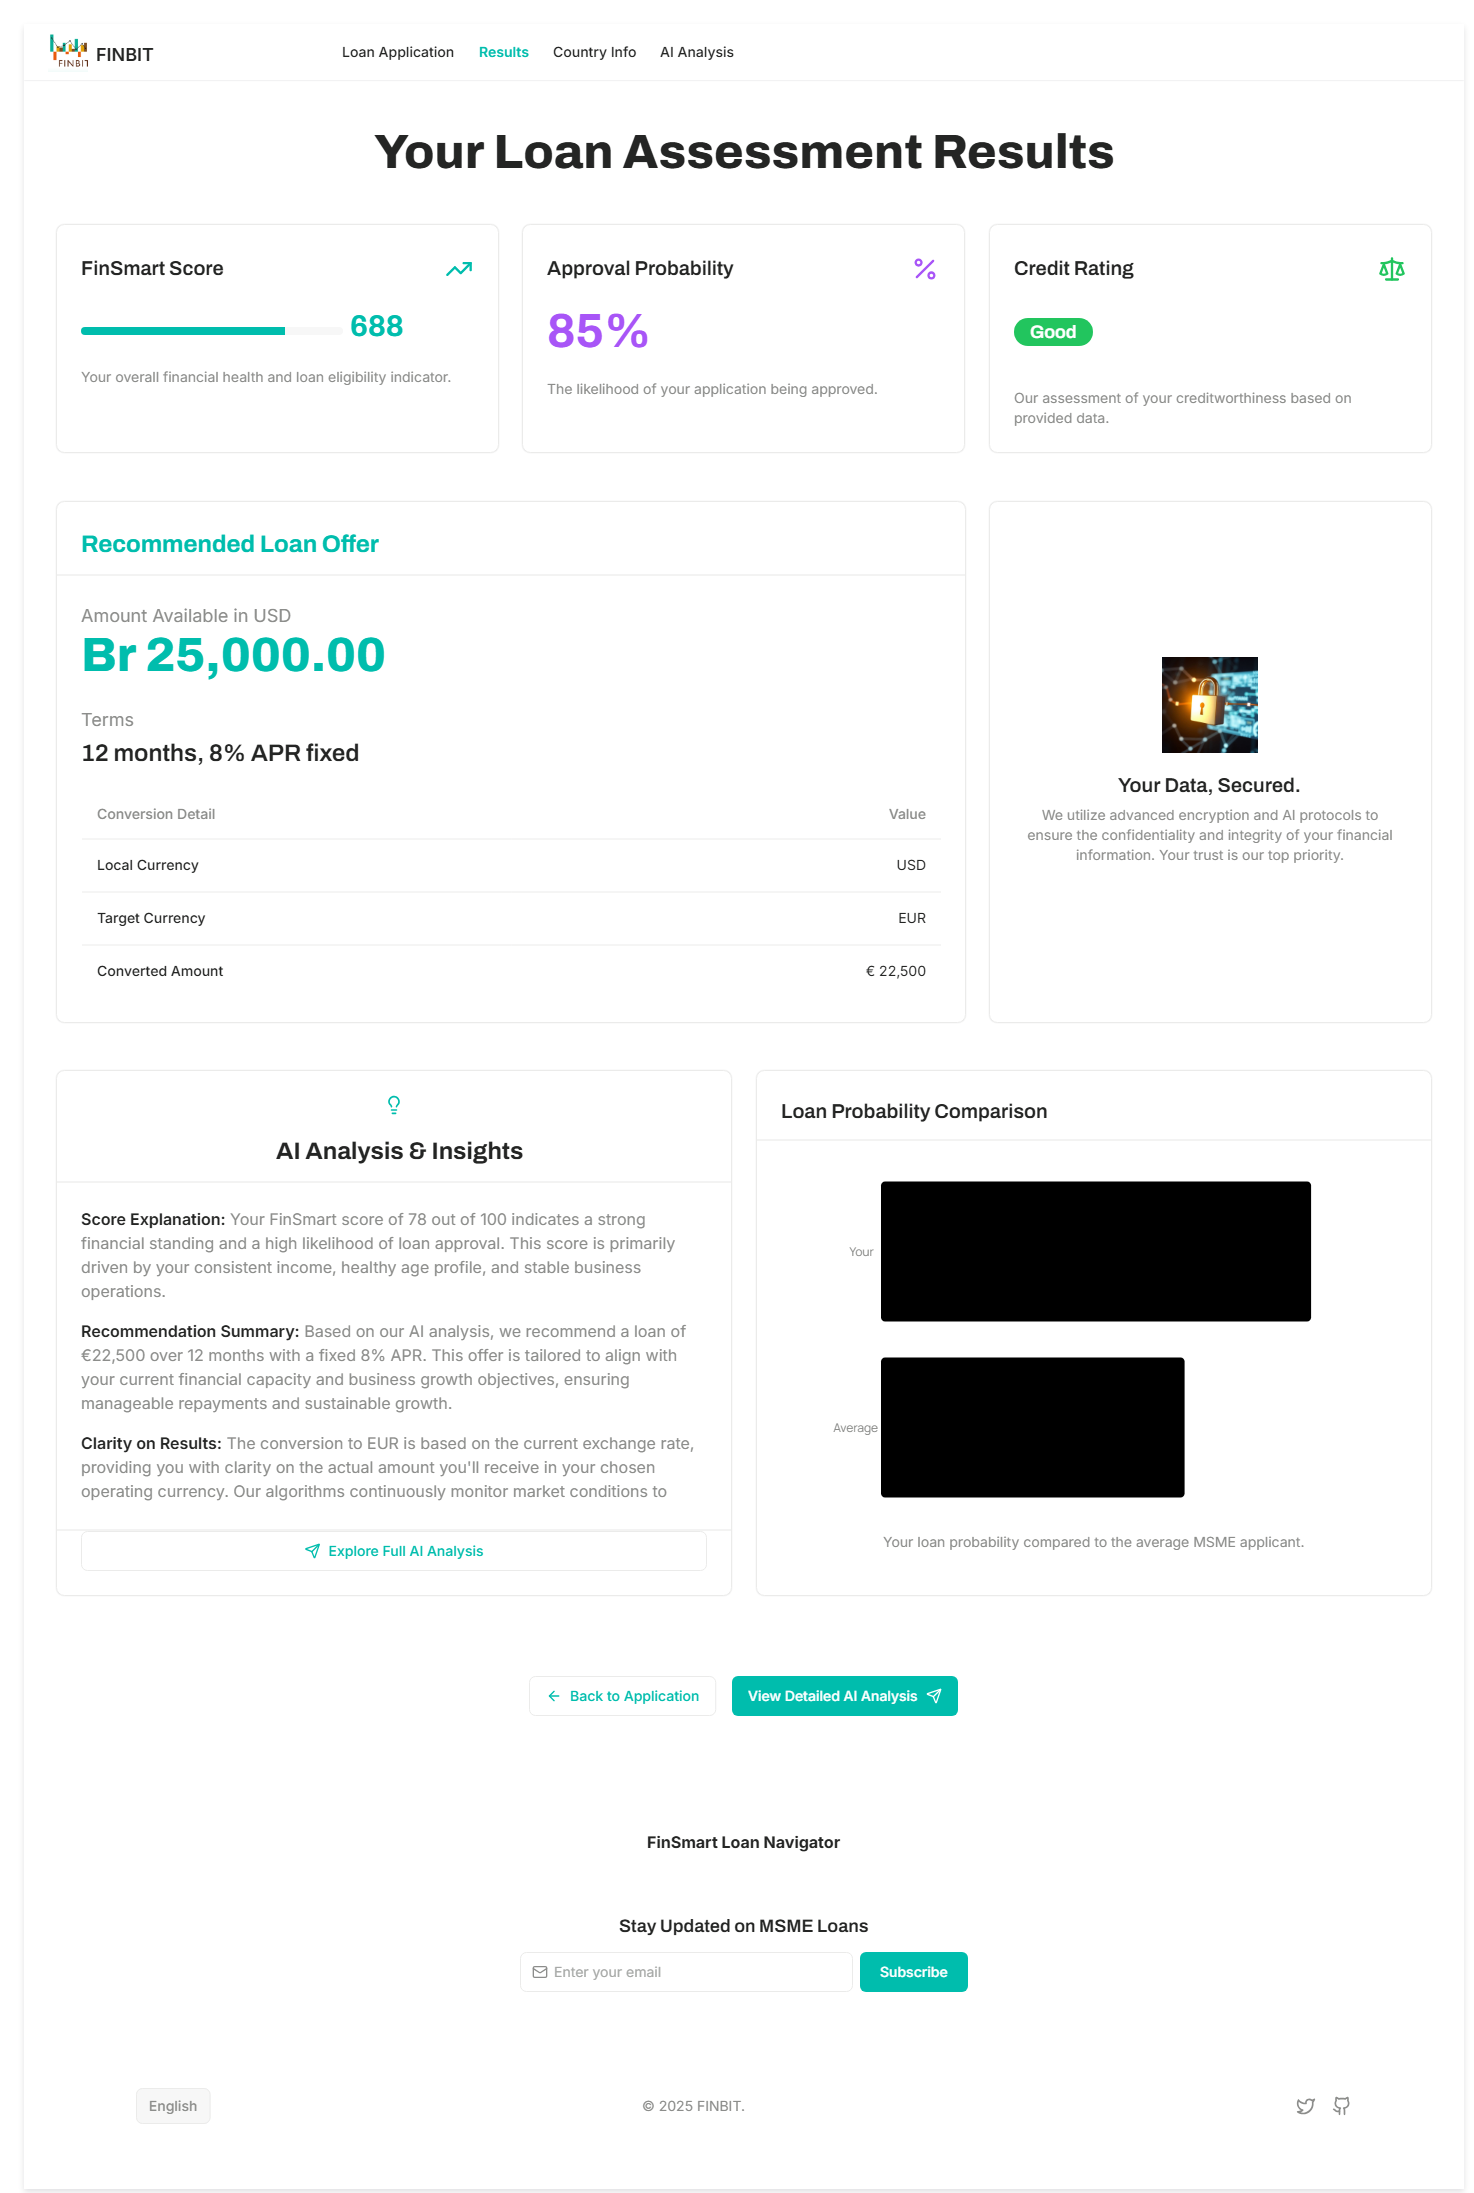 FINBIT
FINBIT
Loan Application
Results
Country Info
AI Analysis
Your Loan Assessment Results
FinSmart Score
688
Your overall financial health and loan eligibility indicator.
Approval Probability
85%
The likelihood of your application being approved.
Credit Rating
Good
Our assessment of your creditworthiness based on
provided data.
Recommended Loan Offer
Amount Available in USD
Br 25,000.00
Terms
12 months, 8% APR fixed
Conversion Detail
Value
Local Currency
USD
Target Currency
EUR
Converted Amount
€ 22,500
Your Data, Secured.
We utilize advanced encryption and AI protocols to
ensure the confidentiality and integrity of your financial
information. Your trust is our top priority.
AI Analysis & Insights
Score Explanation: Your FinSmart score of 78 out of 100 indicates a strong
financial standing and a high likelihood of loan approval. This score is primarily
driven by your consistent income, healthy age profile, and stable business
operations.
Recommendation Summary: Based on our AI analysis, we recommend a loan of
€22,500 over 12 months with a fixed 8% APR. This offer is tailored to align with
your current financial capacity and business growth objectives, ensuring
manageable repayments and sustainable growth.
Clarity on Results: The conversion to EUR is based on the current exchange rate,
providing you with clarity on the actual amount you'll receive in your chosen
operating currency. Our algorithms continuously monitor market conditions to
Explore Full AI Analysis
Loan Probability Comparison
Your
Average
Your loan probability compared to the average MSME applicant.
Back to Application
View Detailed AI Analysis
FinSmart Loan Navigator
Stay Updated on MSME Loans
Enter your email
Subscribe
English
© 2025 FINBIT.